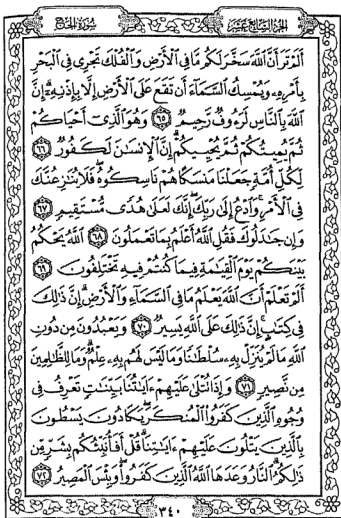 سورة الحج
الجزء السابع عشر
أَلَمْ تَرَ أَنَّ ٱللَّهَ سَخَّرَ لَكُم مَّا فِى ٱلْأَرْضِ وَٱلْفُلْكَ تَجْرِى فِى ٱلْبَحْرِ
بِأَمْرِهِۦ وَيُمْسِكُ ٱلسَّمَآءَ أَن تَقَعَ عَلَى ٱلْأَرْضِ إِلَّا بِإِذْنِهِۦٓ ۗ إِنَّ
ٱللَّهَ بِٱلنَّاسِ لَرَءُوفٌ رَّحِيمٌ ٦٥ وَهُوَ ٱلَّذِىٓ أَحْيَاكُمْ
ثُمَّ يُمِيتُكُمْ ثُمَّ يُحْيِيكُمْ ۗ إِنَّ ٱلْإِنسَٰنَ لَكَفُورٌ ٦٦
لِكُلِّ أُمَّةٍ جَعَلْنَا مَنسَكًا هُمْ نَاسِكُوهُ ۖ فَلَا يُنَٰزِعُنَّكَ
فِى ٱلْأَمْرِ ۚ وَٱدْعُ إِلَىٰ رَبِّكَ ۖ إِنَّكَ لَعَلَىٰ هُدًى مُّسْتَقِيمٍ ٦٧
وَإِن جَٰدَلُوكَ فَقُلِ ٱللَّهُ أَعْلَمُ بِمَا تَعْمَلُونَ ٦٨ ٱللَّهُ يَحْكُمُ
بَيْنَكُمْ يَوْمَ ٱلْقِيَٰمَةِ فِيمَا كُنتُمْ فِيهِ تَخْتَلِفُونَ ٦٩
أَلَمْ تَعْلَمْ أَنَّ ٱللَّهَ يَعْلَمُ مَا فِى ٱلسَّمَآءِ وَٱلْأَرْضِ ۗ إِنَّ ذَٰلِكَ
فِى كِتَٰبٍ ۚ إِنَّ ذَٰلِكَ عَلَى ٱللَّهِ يَسِيرٌ ٧٠ وَيَعْبُدُونَ مِن دُونِ
ٱللَّهِ مَا لَمْ يُنَزِّلْ بِهِۦ سُلْطَٰنًا وَمَا لَيْسَ لَهُم بِهِۦ عِلْمٌ ۗ وَمَا لِلظَّٰلِمِينَ
مِن نَّصِيرٍ ٧١ وَإِذَا تُتْلَىٰ عَلَيْهِمْ ءَايَٰتُنَا بَيِّنَٰتٍ تَعْرِفُ فِى
وُجُوهِ ٱلَّذِينَ كَفَرُوا۟ ٱلْمُنكَرَ ۖ يَكَادُونَ يَسْطُونَ
بِٱلَّذِينَ يَتْلُونَ عَلَيْهِمْ ءَايَٰتِنَا ۗ قُلْ أَفَأُنَبِّئُكُم بِشَرٍّ مِّن
ذَٰلِكُمُ ۗ ٱلنَّارُ وَعَدَهَا ٱللَّهُ ٱلَّذِينَ كَفَرُوا۟ ۖ وَبِئْسَ ٱلْمَصِيرُ ٧٢
٣٤٠